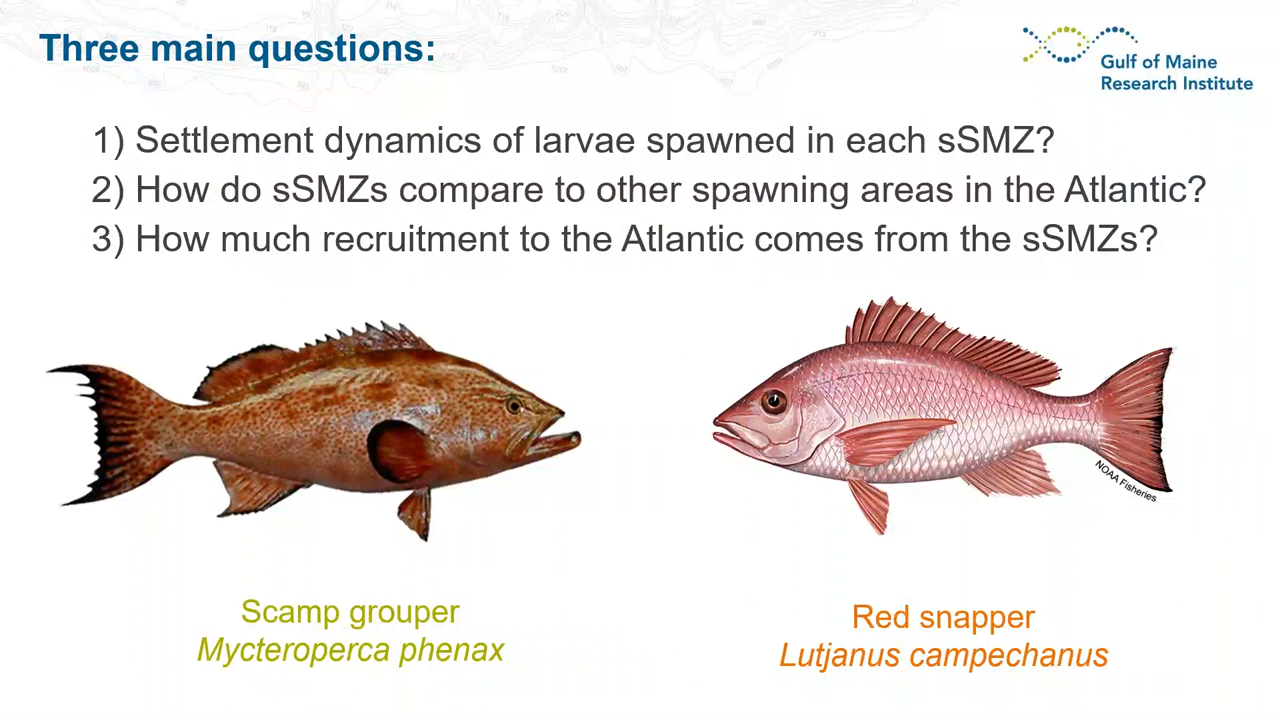 Three main questions:
Gulf of Maine
Research Institute
1) Settlement dynamics of larvae spawned in each sSMZ?
2) How do sSMZs compare to other spawning areas in the Atlantic?
3) How much recruitment to the Atlantic comes from the sSMZs?
NOAA Fisheries
Scamp grouper
Mycteroperca phenax
Red snapper
Lutjanus campechanus